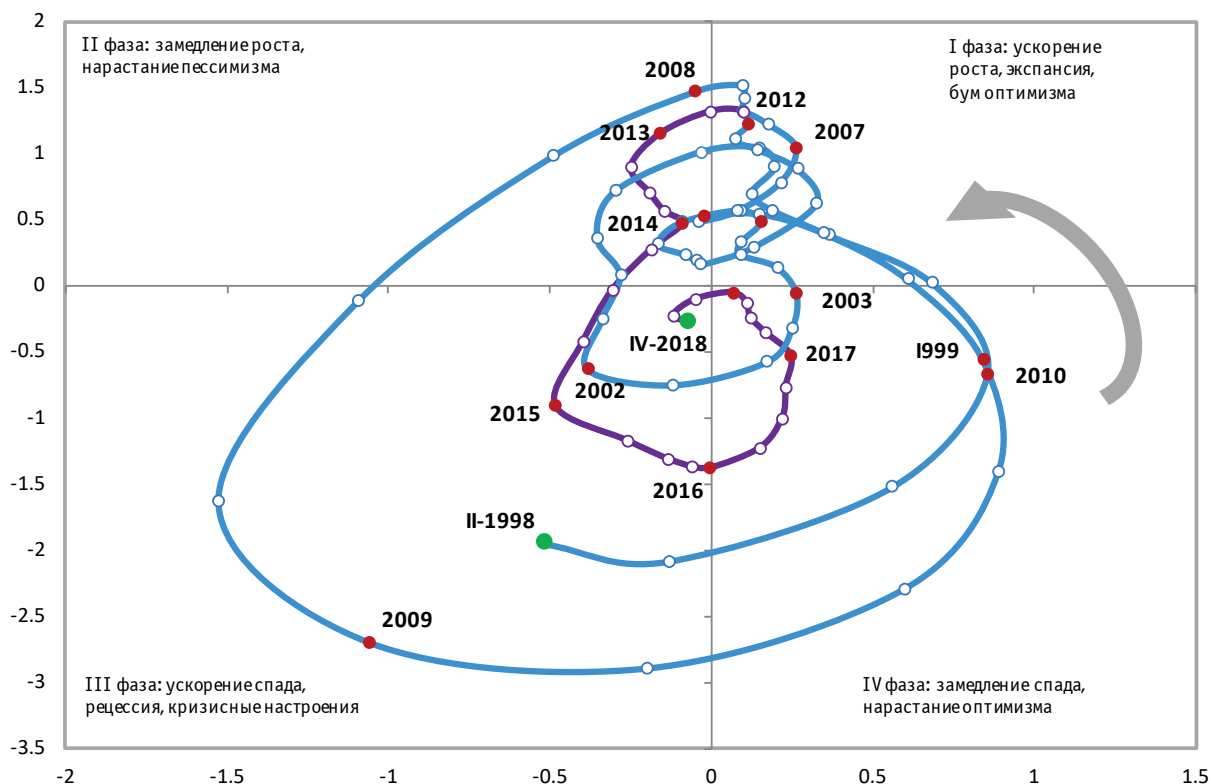 2
II фаза: замедление роста,
нарастание пессимизма
I фаза: ускорение
роста, экспансия,
бум оптимизма
1.5
2008
2012
2013
2007
1
0.5
2014
0
2003
IV-2018
-0.5
I999
2017
2010
2002
2015
-1
2016
-1.5
II-1998
-2
2009
-2.5
-3
III фаза: ускорение спада,
рецессия, кризисные настроения
IV фаза: замедление спада,
нарастание оптимизма
-3.5
-2
-1.5
-1
-0.5
0
0.5
1
1.5